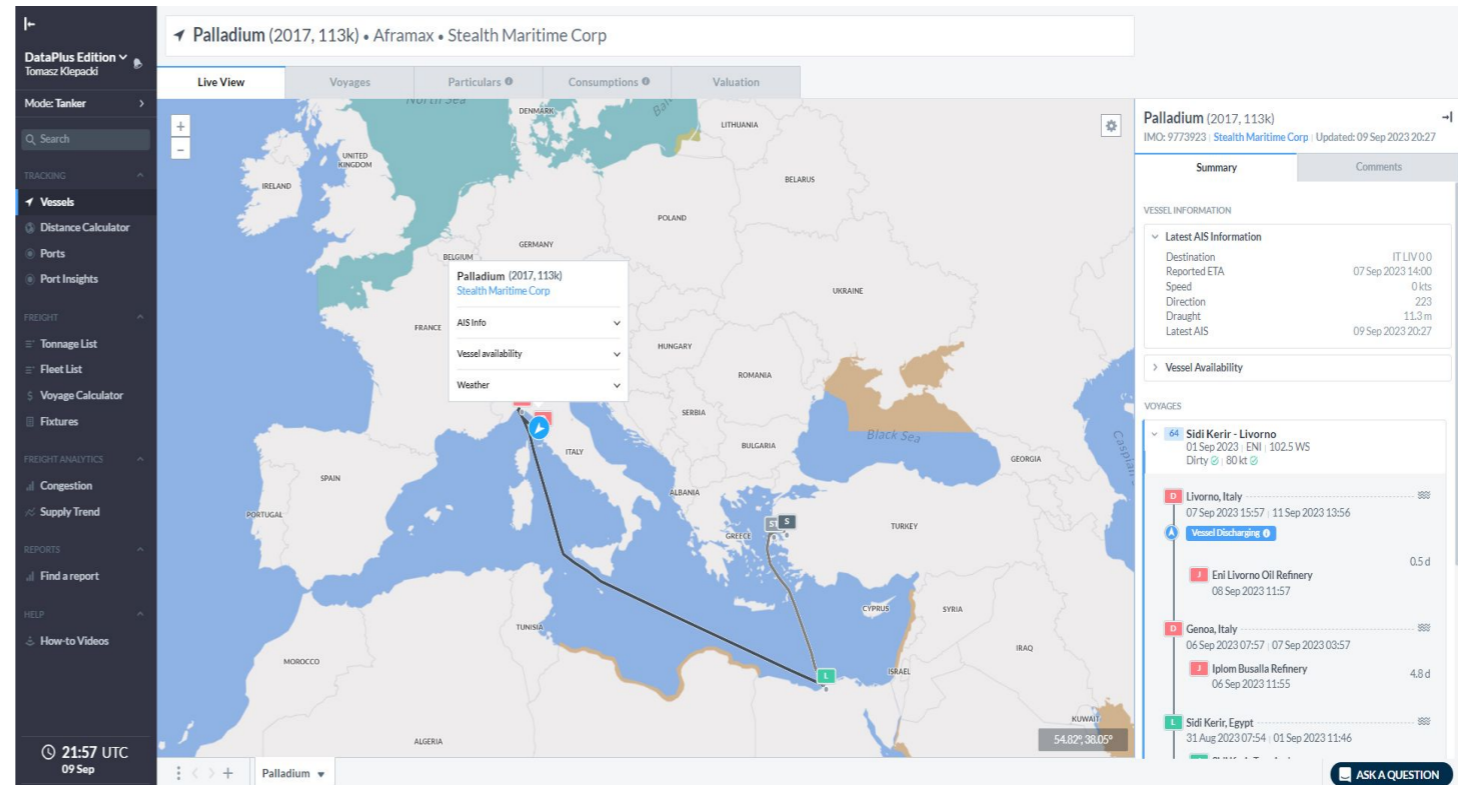 DataPlus Edition
Tomasz Klepacki
Mode: Tanker
Search
TRACKING
Vessels
Distance Calculator
Ports
Port Insights
FREIGHT
Tonnage List
Fleet List
$ Voyage Calculator
Fixtures
FREIGHT ANALYTICS
Congestion
Supply Trend
REPORTS
Find a report
HELP
How-to Videos
21:57 UTC
09 Sep
Palladium (2017, 113k) • Aframax • Stealth Maritime Corp
Live View
Voyages
Particulars
Consumptions
Valuation
+
-
North Sea
DENMARK
LITHUANIA
UNITED
KINGDOM
IRELAND
BELARUS
POLAND
GERMANY
BELGIUM
Palladium (2017, 113k)
Stealth Maritime Corp
AIS Info
Vessel availability
Weather
UKRAINE
FRANCE
HUNGARY
ROMANIA
SERBIA
Black Sea
Caspian
BULGARIA
GEORGIA
ITALY
SPAIN
ALBANIA
PORTUGAL
S
TURKEY
GREECE
CYPRUS
SYRIA
TUNISIA
IRAQ
MOROCCO
L
ISRAEL
KUWAIT
ALGERIA
54.82°, 38.05°
Palladium
Palladium (2017, 113k)
IMO: 9773923 | Stealth Maritime Corp | Updated: 09 Sep 2023 20:27
Summary
Comments
VESSEL INFORMATION
Latest AIS Information
Destination IT LIV 0 0
Reported ETA 07 Sep 2023 14:00
Speed 0 kts
Direction 223
Draught 11.3 m
Latest AIS 09 Sep 2023 20:27
Vessel Availability
VOYAGES
64 Sidi Kerir - Livorno
01 Sep 2023 | ENI | 102.5 WS
Dirty | 80 kt
D Livorno, Italy
07 Sep 2023 15:57 | 11 Sep 2023 13:56
Vessel Discharging
0.5 d
J Eni Livorno Oil Refinery
08 Sep 2023 11:57
D Genoa, Italy
06 Sep 2023 07:57 | 07 Sep 2023 03:57
J Iplom Busalla Refinery
06 Sep 2023 11:55
4.8 d
L Sidi Kerir, Egypt
31 Aug 2023 07:54 | 01 Sep 2023 11:46
ASK A QUESTION